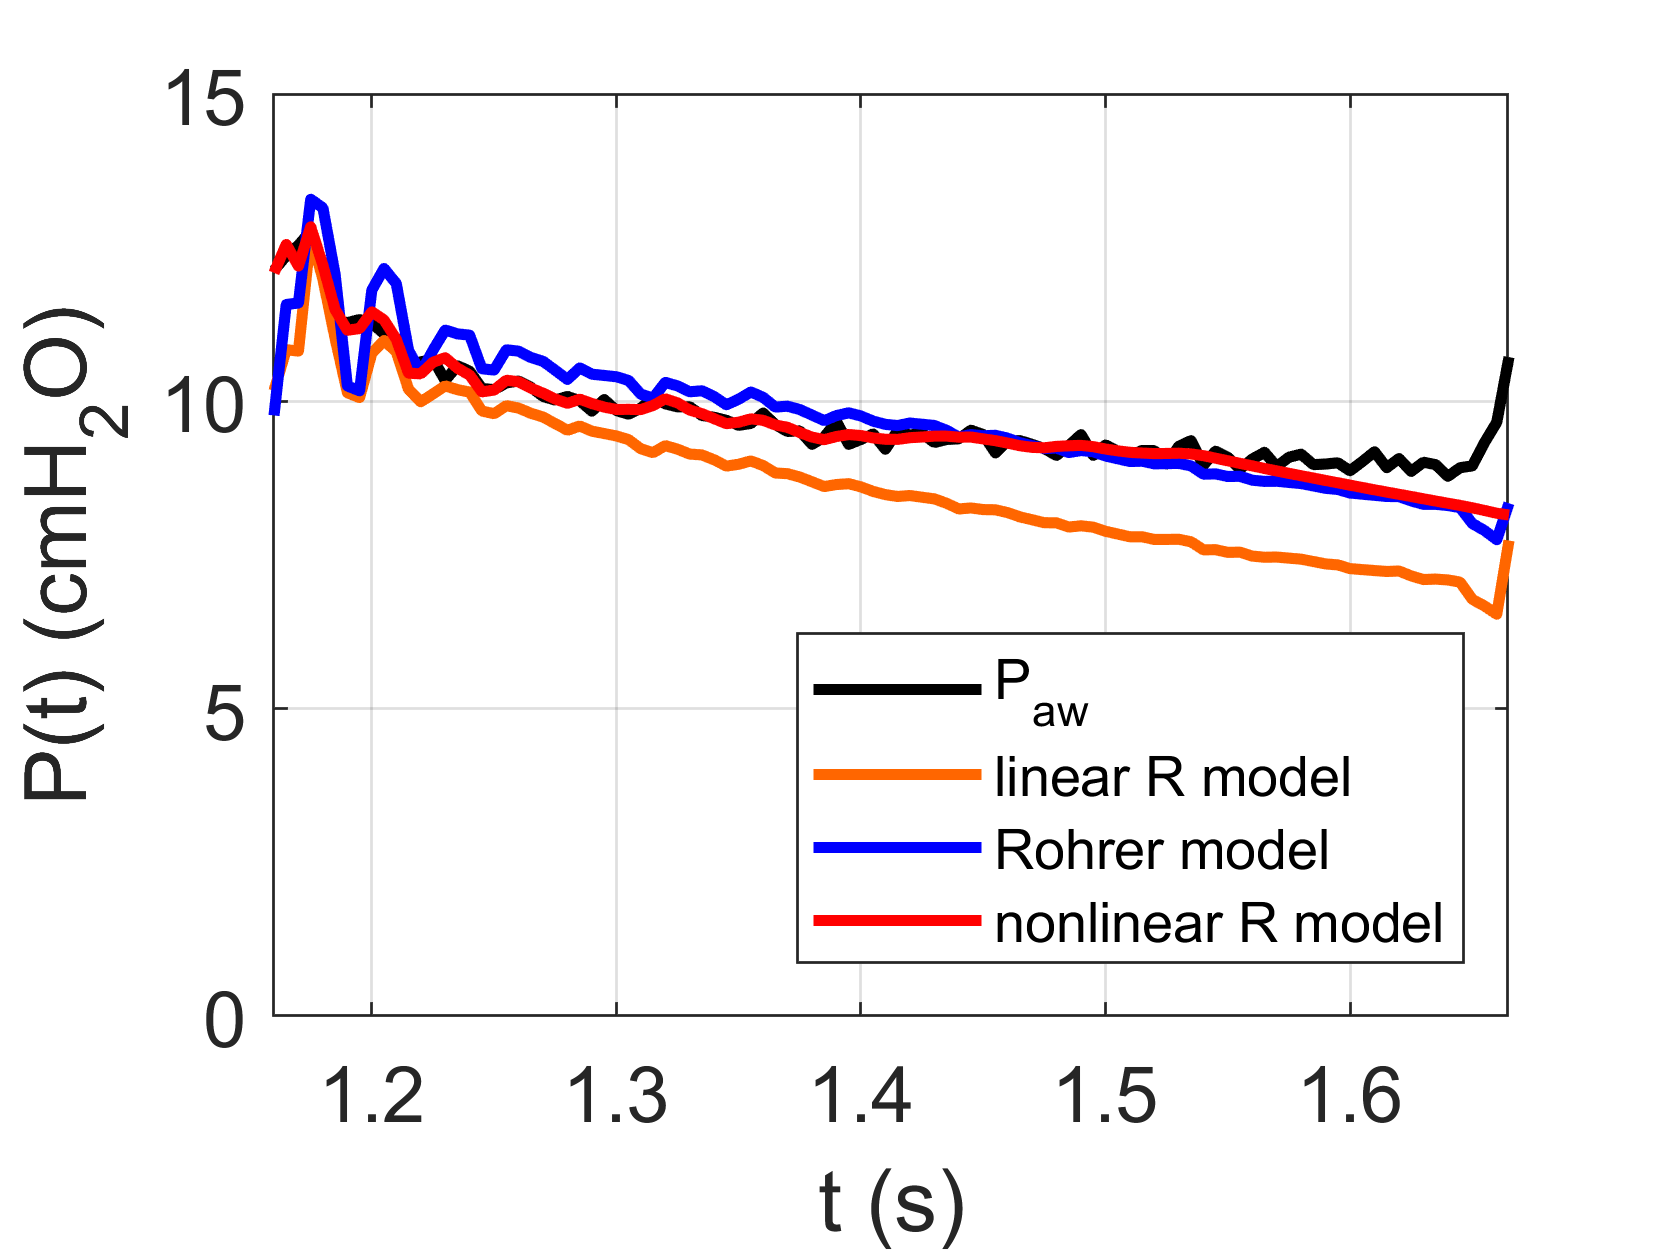 P(t) (cmH2O)
15
10
5
0
1.2 1.3 1.4 1.5 1.6
t (s)
Paw
linear R model
Rohrer model
nonlinear R model